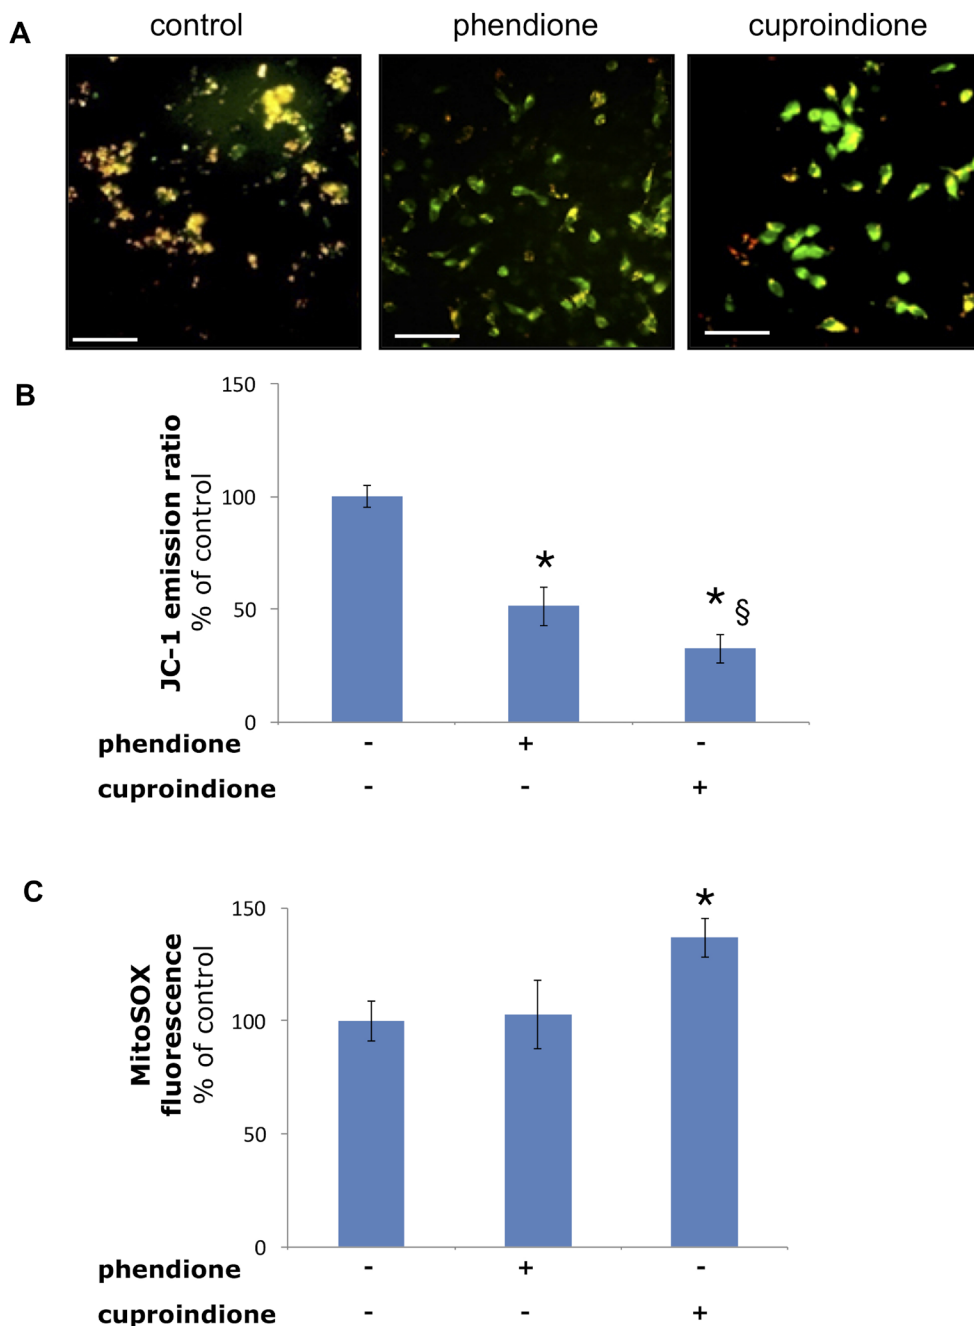 A
control
phendione
cuproindione
B
JC-1 emission ratio
% of control
150
100
50
0
*
* §
phendione - + -
cuproindione - - +
C
MitoSOX
fluorescence
% of control
150
100
50
0
*
phendione - + -
cuproindione - - +